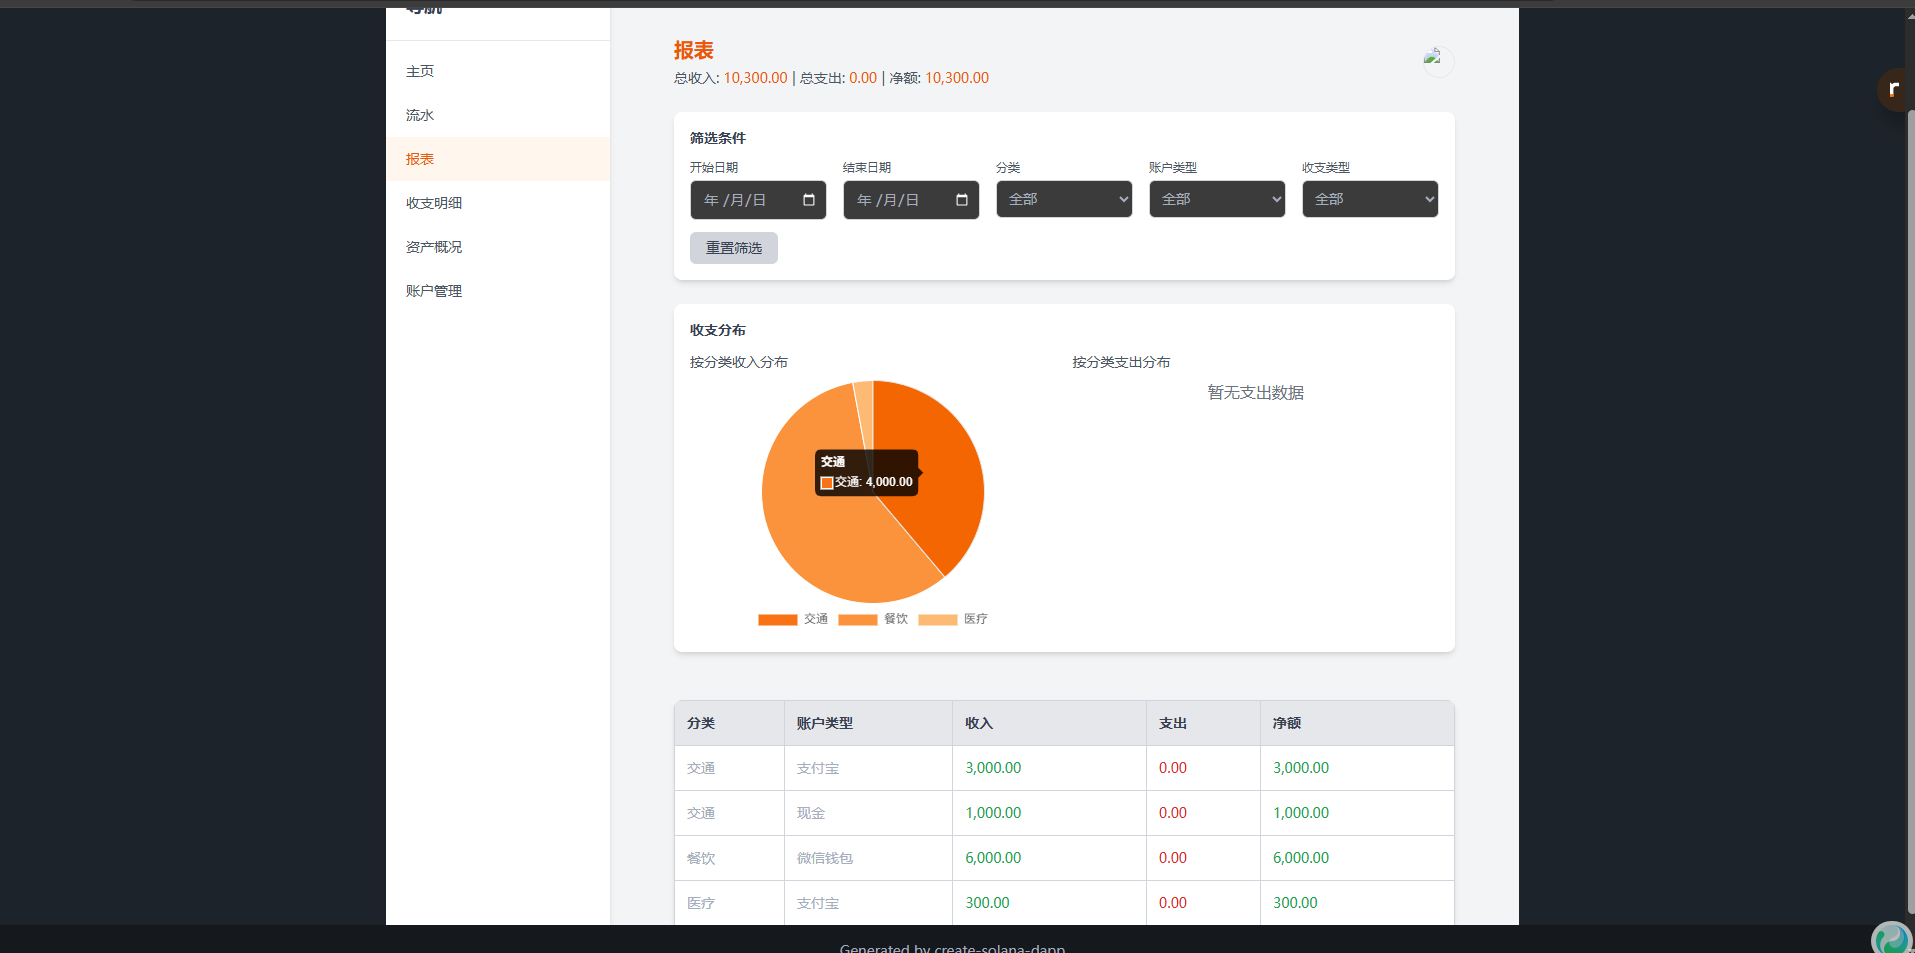 导航
主页
流水
报表
收支明细
资产概况
账户管理
报表
总收入: 10,300.00 | 总支出: 0.00 | 净额: 10,300.00
r
筛选条件
开始日期 结束日期 分类 账户类型 收支类型
年 /月/日 年 /月/日 全部 全部 全部
重置筛选
收支分布
按分类收入分布
按分类支出分布
暂无支出数据
交通
交通: 4,000.00
交通 餐饮 医疗
分类 账户类型 收入 支出 净额
交通 支付宝 3,000.00 0.00 3,000.00
交通 现金 1,000.00 0.00 1,000.00
餐饮 微信钱包 6,000.00 0.00 6,000.00
医疗 支付宝 300.00 0.00 300.00
Generated by create-solana-dapp